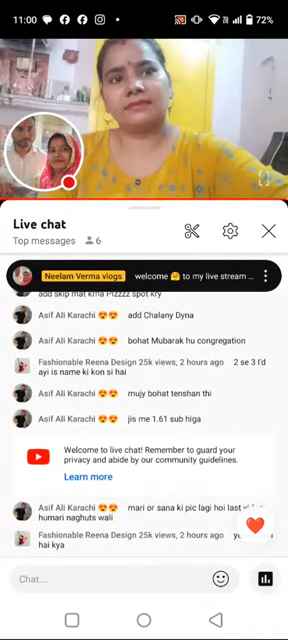 11:00
72%
Live chat
Top messages 6
Neelam Verma vlogs welcome 🤗 to my live stream ..
add skip mat krna Pizzzz spot kry
Asif Ali Karachi 😍😍 add Chalany Dyna
Asif Ali Karachi 😍😍 bohat Mubarak hu congregation
Fashionable Reena Design 25k views, 2 hours ago 2 se 3 I'd
ayi is name ki kon si hai
Asif Ali Karachi 😍😍 mujy bohat tenshan thi
Asif Ali Karachi 😍😍 jis me 1.61 sub higa
Welcome to live chat! Remember to guard your
privacy and abide by our community guidelines.
Learn more
Asif Ali Karachi 😍😍 mari or sana ki pic lagi hoi last
humari naghuts wali
Fashionable Reena Design 25k views, 2 hours ago
hai kya
Chat...